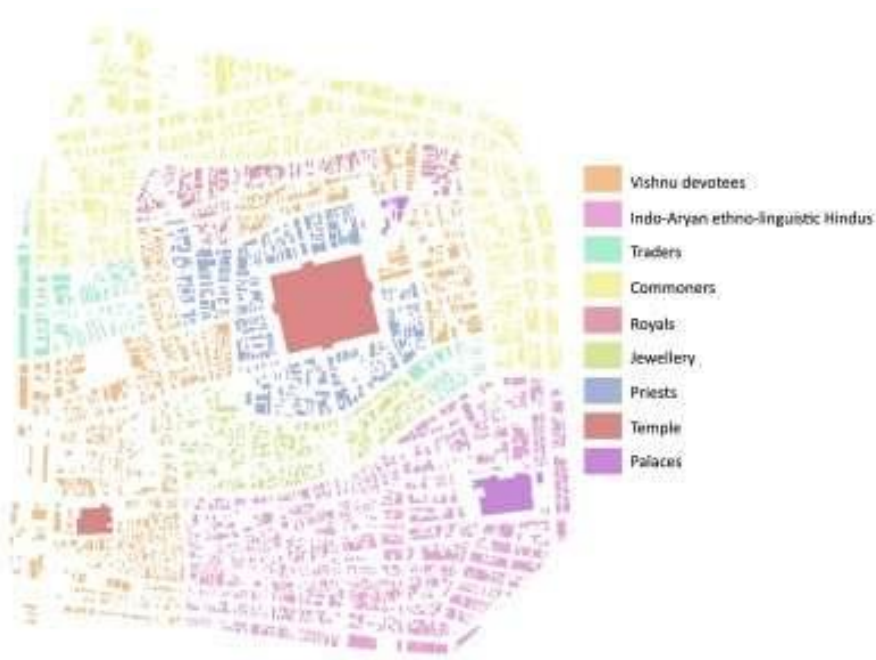 Vishnu devotees
Indo-Aryan ethno-linguistic Hindus
Traders
Commoners
Royals
Jewellery
Priests
Temple
Palaces